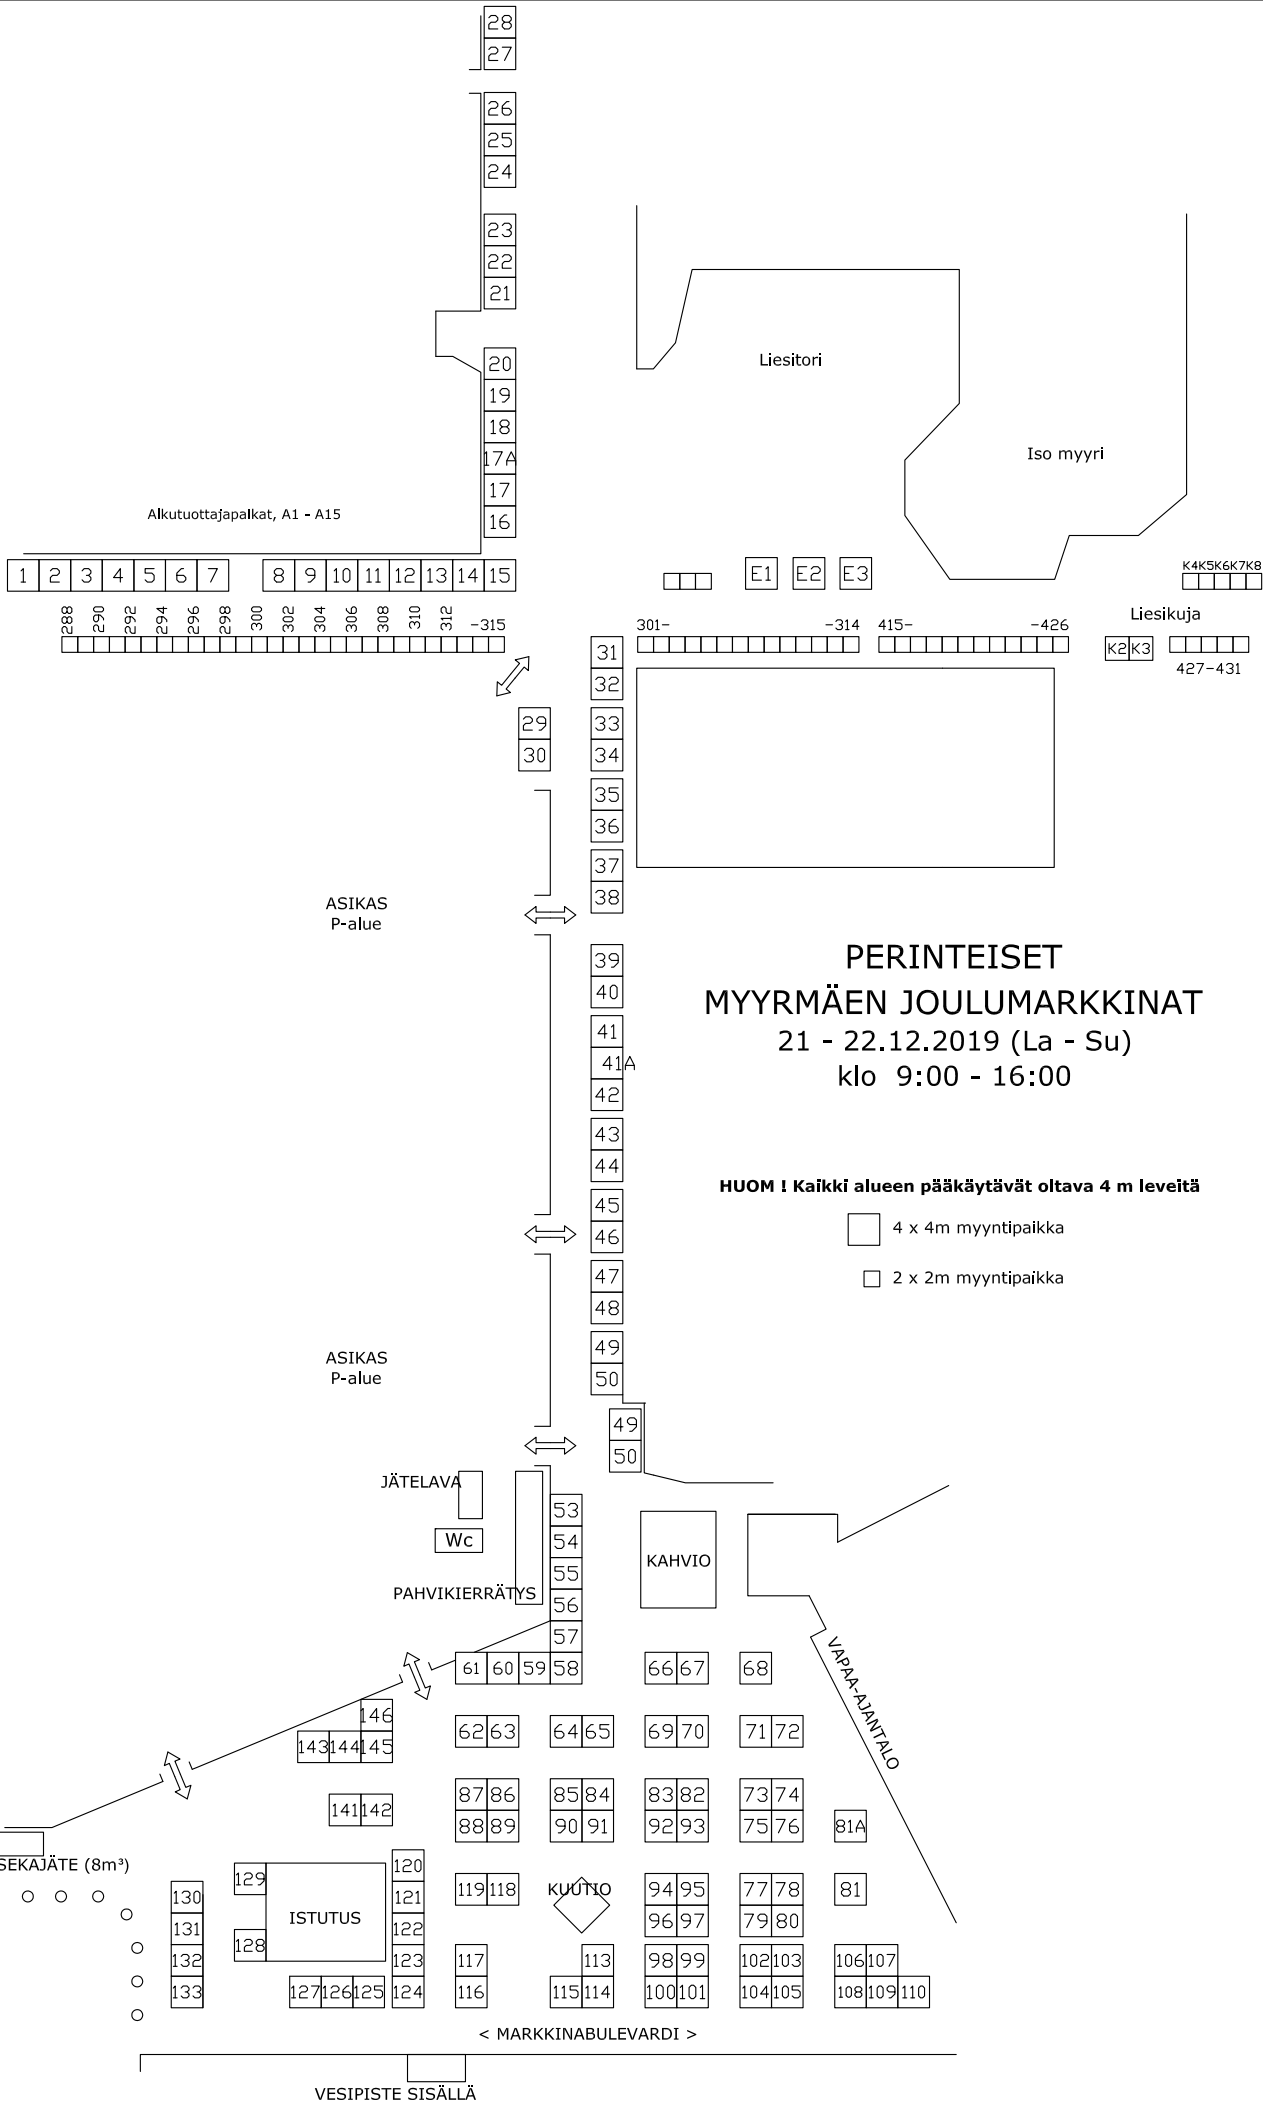 28
27
26
25
24
23
22
21
20
19
18
17A
17
16
Liesitori
Iso myyri
Alkutuottajapaikat, A1 - A15
1 2 3 4 5 6 7 8 9 10 11 12 13 14 15
E1 E2 E3
K4K5K6K7K8
288 290 292 294 296 298 300 302 304 306 308 310 312 -315
301- -314 415- -426
Liesikuja
K2 K3
427-431
31
32
29 33
30 34
35
36
37
38
ASIKAS
P-alue
39
40
41
41A
42
43
44
45
46
47
48
49
50
PERINTEISET
MYYRMÄEN JOULUMARKKINAT
21 - 22.12.2019 (La - Su)
klo 9:00 - 16:00
HUOM ! Kaikki alueen pääkäytävät oltava 4 m leveitä
4 x 4m myyntipaikka
2 x 2m myyntipaikka
ASIKAS
P-alue
49
50
JÄTELAVA
Wc
PAHVIKIERRÄTYS
53
54
55
56
57
KAHVIO
VAPAA-AJANTALO
61 60 59 58 66 67 68
146
143 144 145
62 63 64 65 69 70 71 72
141 142
87 86 85 84 83 82 73 74
88 89 90 91 92 93 75 76 81A
SEKAJÄTE (8m³)
129 120
130 121 119 118 KUUTIO 94 95 77 78 81
ISTUTUS
131 122 96 97 79 80
128
132 123 117 113 98 99 102 103 106 107
133 127 126 125 124 116 115 114 100 101 104 105 108 109 110
< MARKKINABULEVARDI >
VESIPISTE SISÄLLÄ